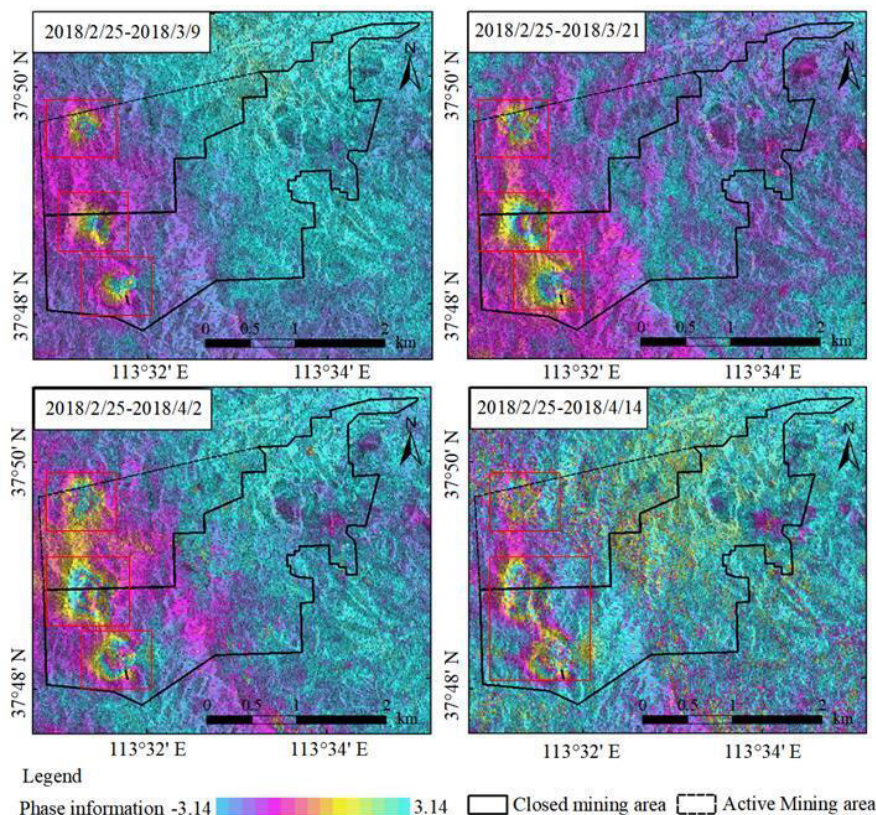 2018/2/25-2018/3/9
2018/2/25-2018/3/21
N
N
37°50' N
37°50' N
37°48' N
37°48' N
0 0.5 1 2
km
0 0.5 1 2
km
113°32' E 113°34' E
113°32' E 113°34' E
2018/2/25-2018/4/2
2018/2/25-2018/4/14
N
N
37°50' N
37°50' N
37°48' N
37°48' N
0 0.5 1 2
km
0 0.5 1 2
km
113°32' E 113°34' E
113°32' E 113°34' E
Legend
Phase information -3.14 3.14 Closed mining area Active Mining area